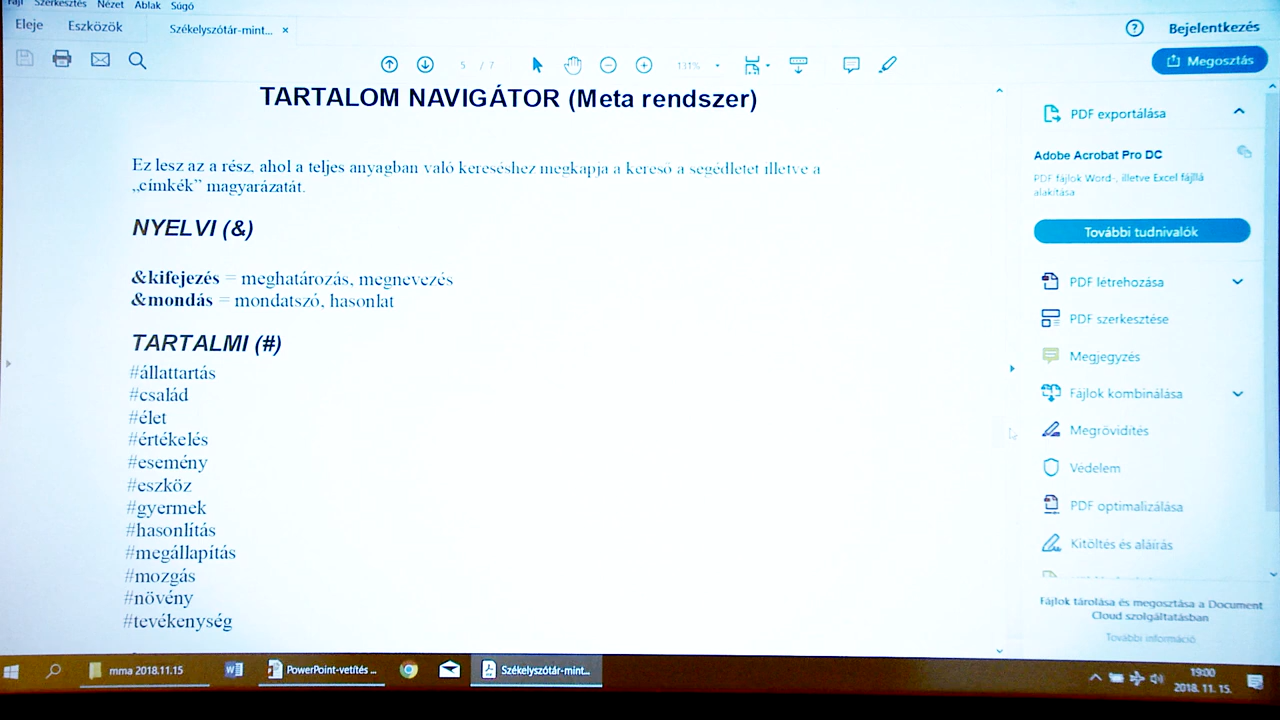 Fájl Szerkesztés Nézet Ablak Súgó
Eleje Eszközök Székelyszótár-mint... × ? Bejelentkezés
5 / 7 131% Megosztás
TARTALOM NAVIGÁTOR (Meta rendszer)
Ez lesz az a rész, ahol a teljes anyagban való kereséshez megkapja a kereső a segédletet illetve a
„címkék” magyarázatát.
NYELVI (&)
&kifejezés = meghatározás, megnevezés
&mondás = mondatszó, hasonlat
TARTALMI (#)
#állattartás
#család
#élet
#értékelés
#esemény
#eszköz
#gyermek
#hasonlítás
#megállapítás
#mozgás
#növény
#tevékenység
PDF exportálása
Adobe Acrobat Pro DC
PDF fájlok Word-, illetve Excel fájllá
alakítása
További tudnivalók
PDF létrehozása
PDF szerkesztése
Megjegyzés
Fájlok kombinálása
Megrövidítés
Védelem
PDF optimalizálása
Kitöltés és aláírás
Fájlok tárolása és megosztása a Document
Cloud szolgáltatásban
További információ
mma 2018.11.15 PowerPoint-vetítés ... Székelyszótár-mint...
19:00
2018. 11. 15.